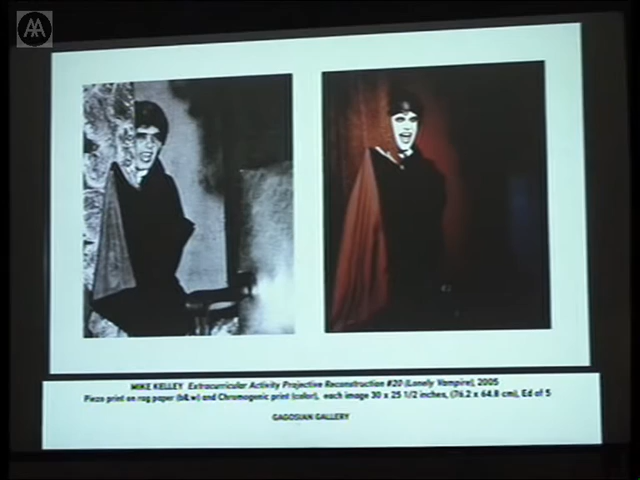 AA
MIKE KELLEY Extracurricular Activity Projective Reconstruction #20 (Lonely Vampire), 2005
Piezo print on rag paper (b&w) and Chromogenic print (color), each image 30 x 25 1/2 inches, (76.2 x 64.8 cm), Ed of 5
GAGOSIAN GALLERY